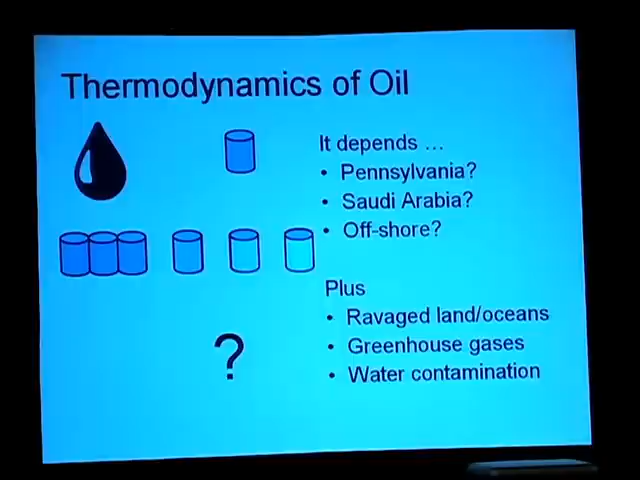 Thermodynamics of Oil
It depends ...
• Pennsylvania?
• Saudi Arabia?
• Off-shore?
Plus
• Ravaged land/oceans
• Greenhouse gases
• Water contamination
?